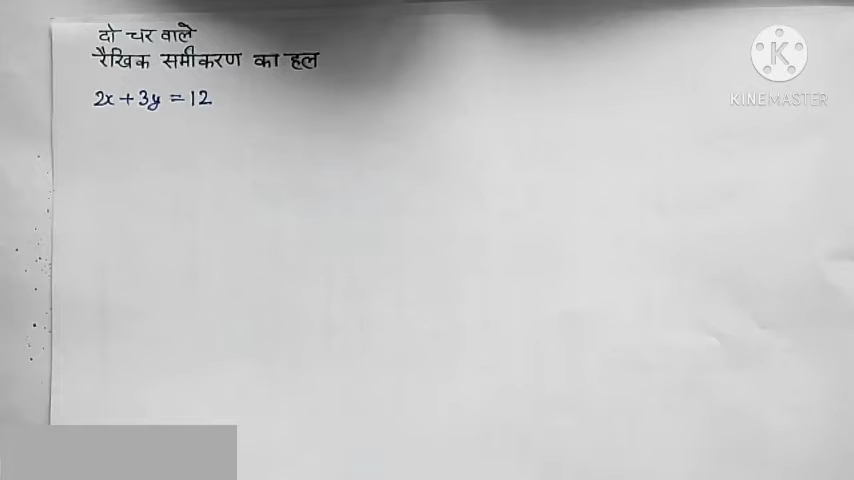 दो चर वाले
रैखिक समीकरण का हल
2x + 3y = 12
K
KINEMASTER